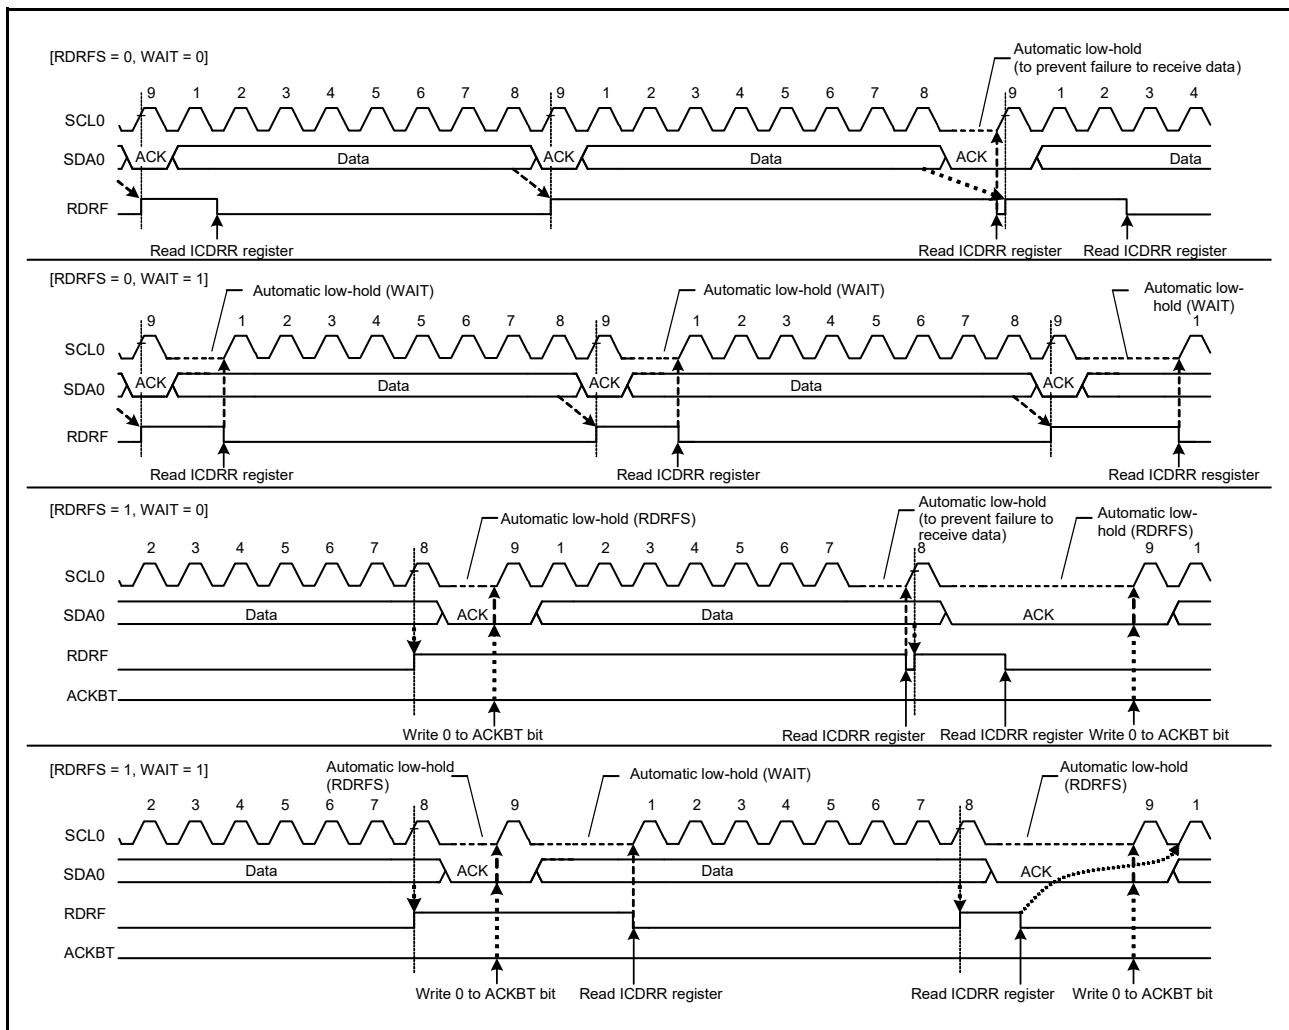 [RDRFS = 0, WAIT = 0]
Automatic low-hold
(to prevent failure to receive data)
9 1 2 3 4 5 6 7 8 9 1 2 3 4 5 6 7 8 9 1 2 3 4
SCL0
SDA0 ACK Data ACK Data ACK Data
RDRF
Read ICDRR register Read ICDRR register Read ICDRR register
[RDRFS = 0, WAIT = 1]
Automatic low-hold (WAIT) Automatic low-hold (WAIT) Automatic low-
hold (WAIT)
9 1 2 3 4 5 6 7 8 9 1 2 3 4 5 6 7 8 9 1
SCL0
SDA0 ACK Data ACK Data ACK
RDRF
Read ICDRR register Read ICDRR register Read ICDRR resgister
[RDRFS = 1, WAIT = 0]
Automatic low-hold (RDRFS) Automatic low-hold
(to prevent failure to
receive data) Automatic low-
hold (RDRFS)
2 3 4 5 6 7 8 9 1 2 3 4 5 6 7 8 9 1
SCL0
SDA0 Data ACK Data ACK
RDRF
ACKBT
Write 0 to ACKBT bit Read ICDRR register Read ICDRR register Write 0 to ACKBT bit
[RDRFS = 1, WAIT = 1]
Automatic low-hold
(RDRFS) Automatic low-hold (WAIT) Automatic low-hold
(RDRFS)
2 3 4 5 6 7 8 9 1 2 3 4 5 6 7 8 9 1
SCL0
SDA0 Data ACK Data ACK
RDRF
ACKBT
Write 0 to ACKBT bit Read ICDRR register Read ICDRR register Write 0 to ACKBT bit